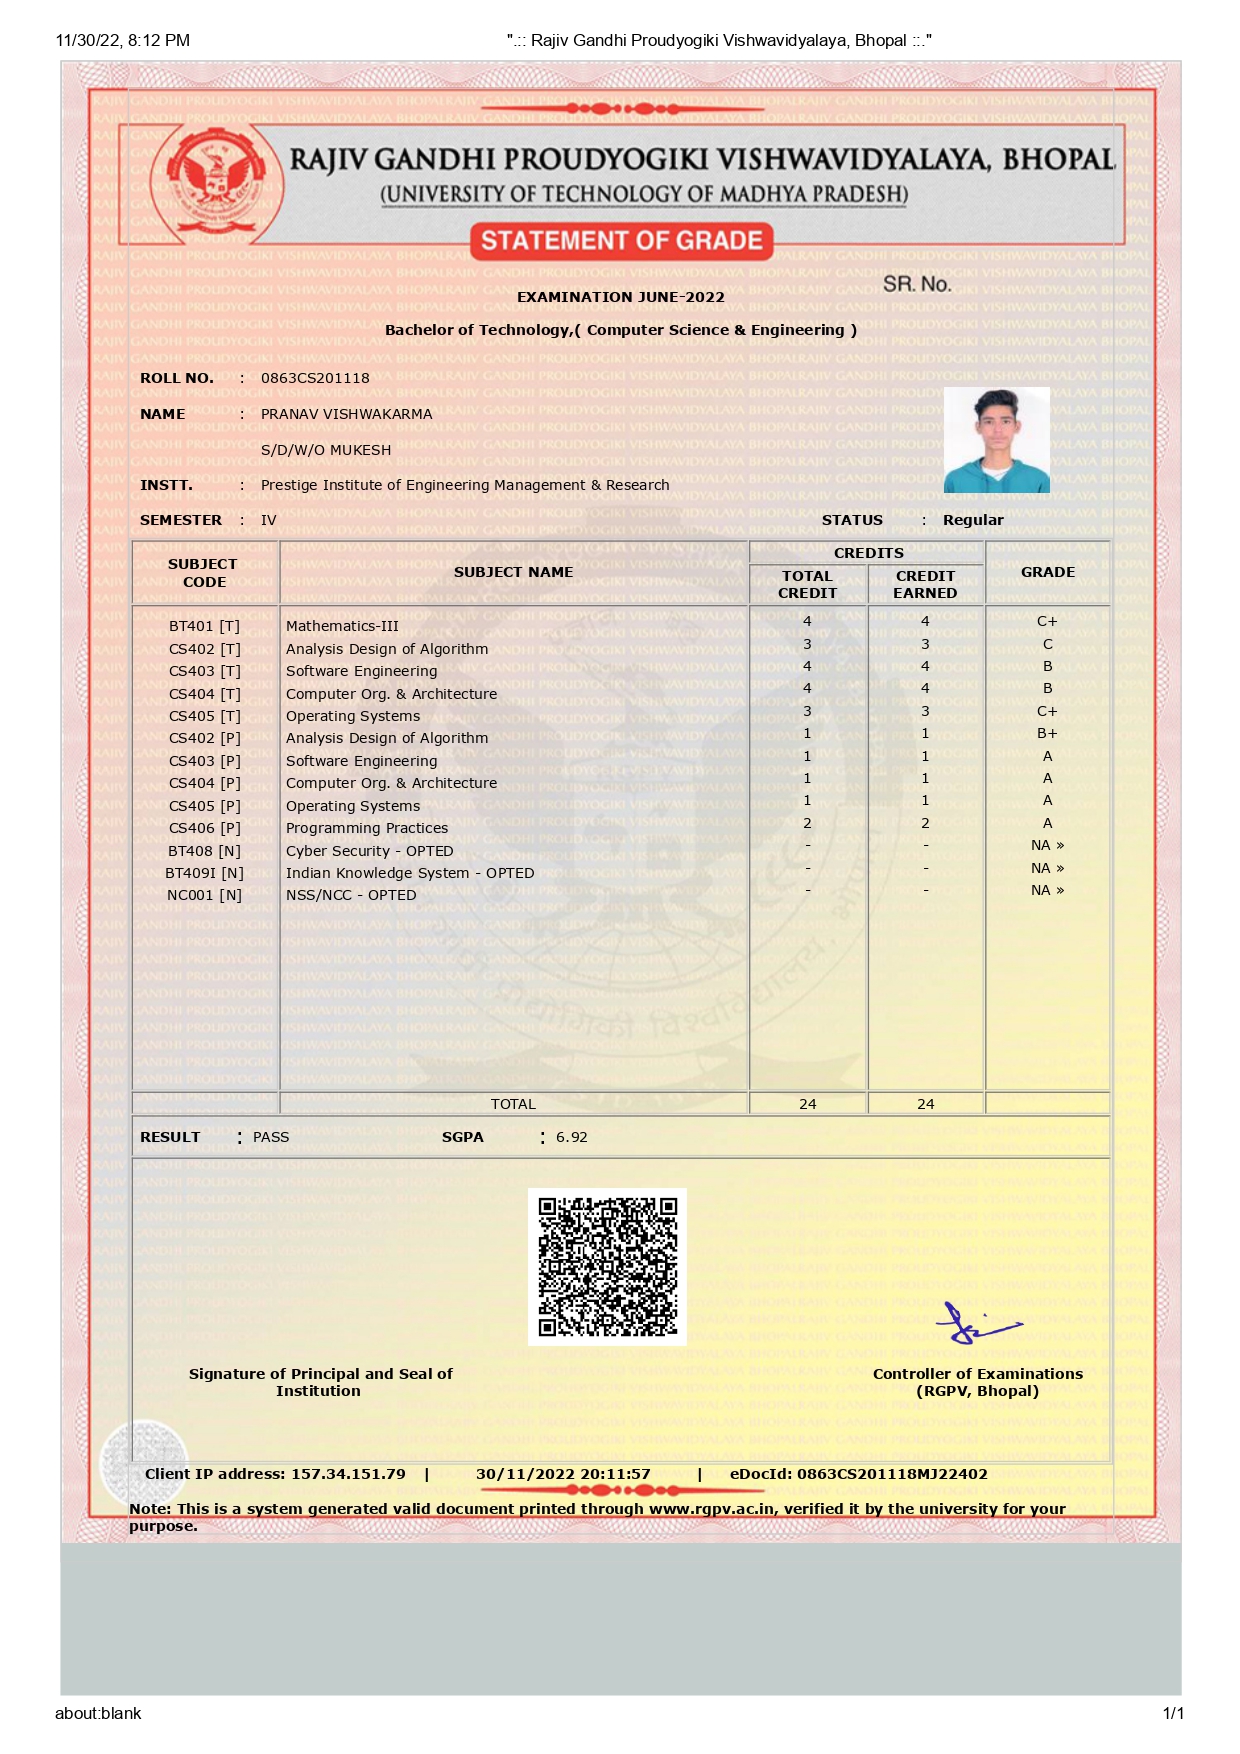 11/30/22, 8:12 PM ".:: Rajiv Gandhi Proudyogiki Vishwavidyalaya, Bhopal ::."
RAJIV GANDHI PROUDYOGIKI VISHWAVIDYALAYA, BHOPAL
(UNIVERSITY OF TECHNOLOGY OF MADHYA PRADESH)
STATEMENT OF GRADE
SR. No.
EXAMINATION JUNE-2022
Bachelor of Technology,( Computer Science & Engineering )
ROLL NO. : 0863CS201118
NAME : PRANAV VISHWAKARMA
S/D/W/O MUKESH
INSTT. : Prestige Institute of Engineering Management & Research
SEMESTER : IV STATUS : Regular
SUBJECT CODE SUBJECT NAME CREDITS GRADE
TOTAL CREDIT CREDIT EARNED
BT401 [T] Mathematics-III 4 4 C+
CS402 [T] Analysis Design of Algorithm 3 3 C
CS403 [T] Software Engineering 4 4 B
CS404 [T] Computer Org. & Architecture 4 4 B
CS405 [T] Operating Systems 3 3 C+
CS402 [P] Analysis Design of Algorithm 1 1 B+
CS403 [P] Software Engineering 1 1 A
CS404 [P] Computer Org. & Architecture 1 1 A
CS405 [P] Operating Systems 1 1 A
CS406 [P] Programming Practices 2 2 A
BT408 [N] Cyber Security - OPTED - - NA »
BT409I [N] Indian Knowledge System - OPTED - - NA »
NC001 [N] NSS/NCC - OPTED - - NA »
TOTAL 24 24
RESULT : PASS SGPA : 6.92
Signature of Principal and Seal of Institution
Controller of Examinations
(RGPV, Bhopal)
Client IP address: 157.34.151.79 | 30/11/2022 20:11:57 | eDocId: 0863CS201118MJ22402
Note: This is a system generated valid document printed through www.rgpv.ac.in, verified it by the university for your
purpose.
about:blank 1/1